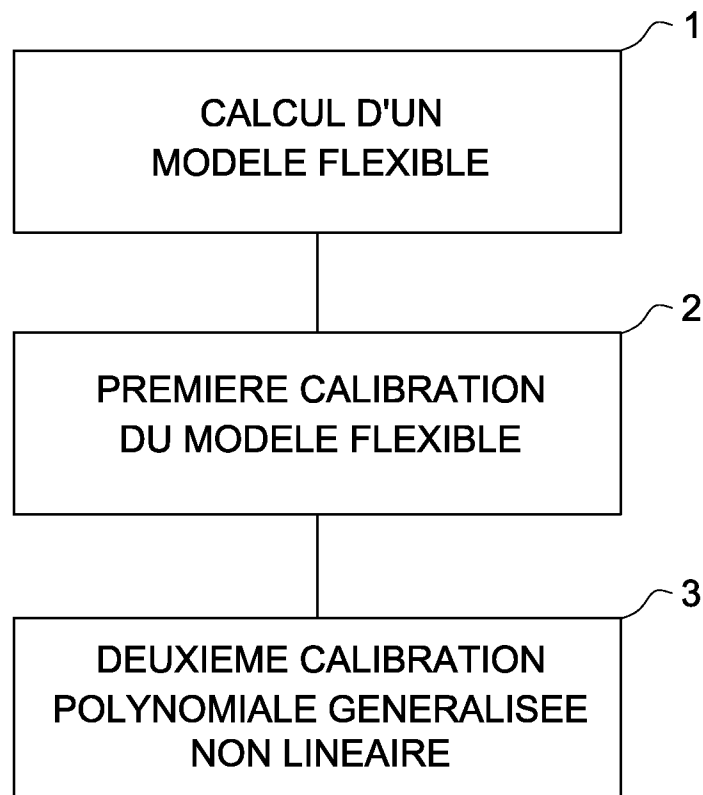 1
CALCUL D'UN
MODELE FLEXIBLE
2
PREMIERE CALIBRATION
DU MODELE FLEXIBLE
3
DEUXIEME CALIBRATION
POLYNOMIALE GENERALISEE
NON LINEAIRE